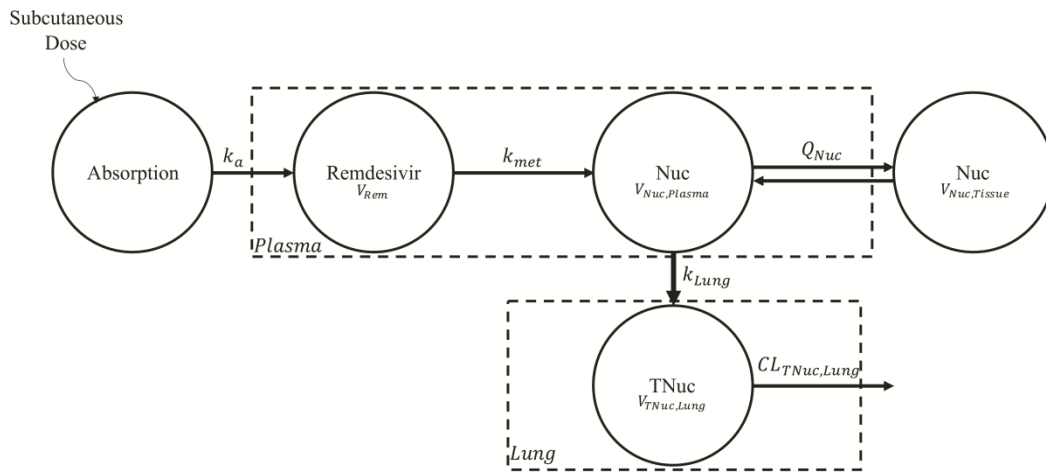 Subcutaneous
Dose
Absorption
k_a
Remdesivir
V_Rem
k_met
Nuc
V_Nuc,Plasma
Q_Nuc
Nuc
V_Nuc,Tissue
Plasma
k_Lung
TNuc
V_TNuc,Lung
CL_TNuc,Lung
Lung